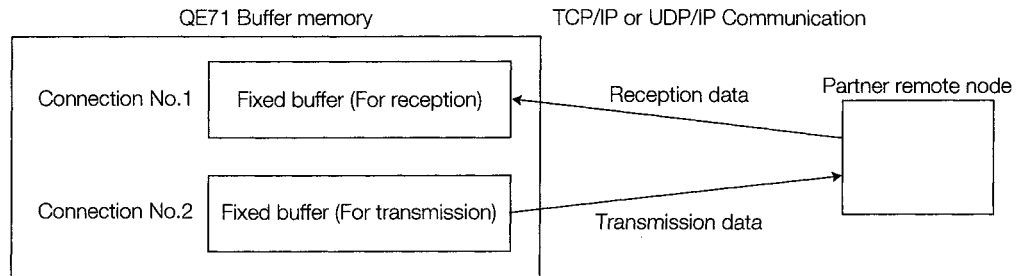 QE71 Buffer memory
TCP/IP or UDP/IP Communication
Connection No.1
Fixed buffer (For reception)
Reception data
Partner remote node
Connection No.2
Fixed buffer (For transmission)
Transmission data